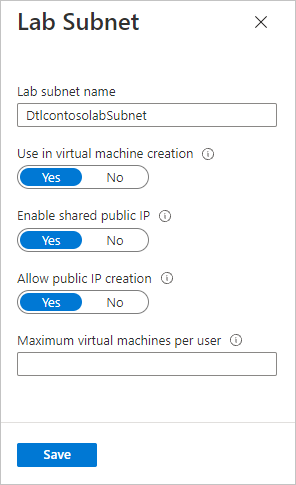 Lab Subnet
Lab subnet name
DtlcontosolabSubnet
Use in virtual machine creation
Yes No
Enable shared public IP
Yes No
Allow public IP creation
Yes No
Maximum virtual machines per user
Save